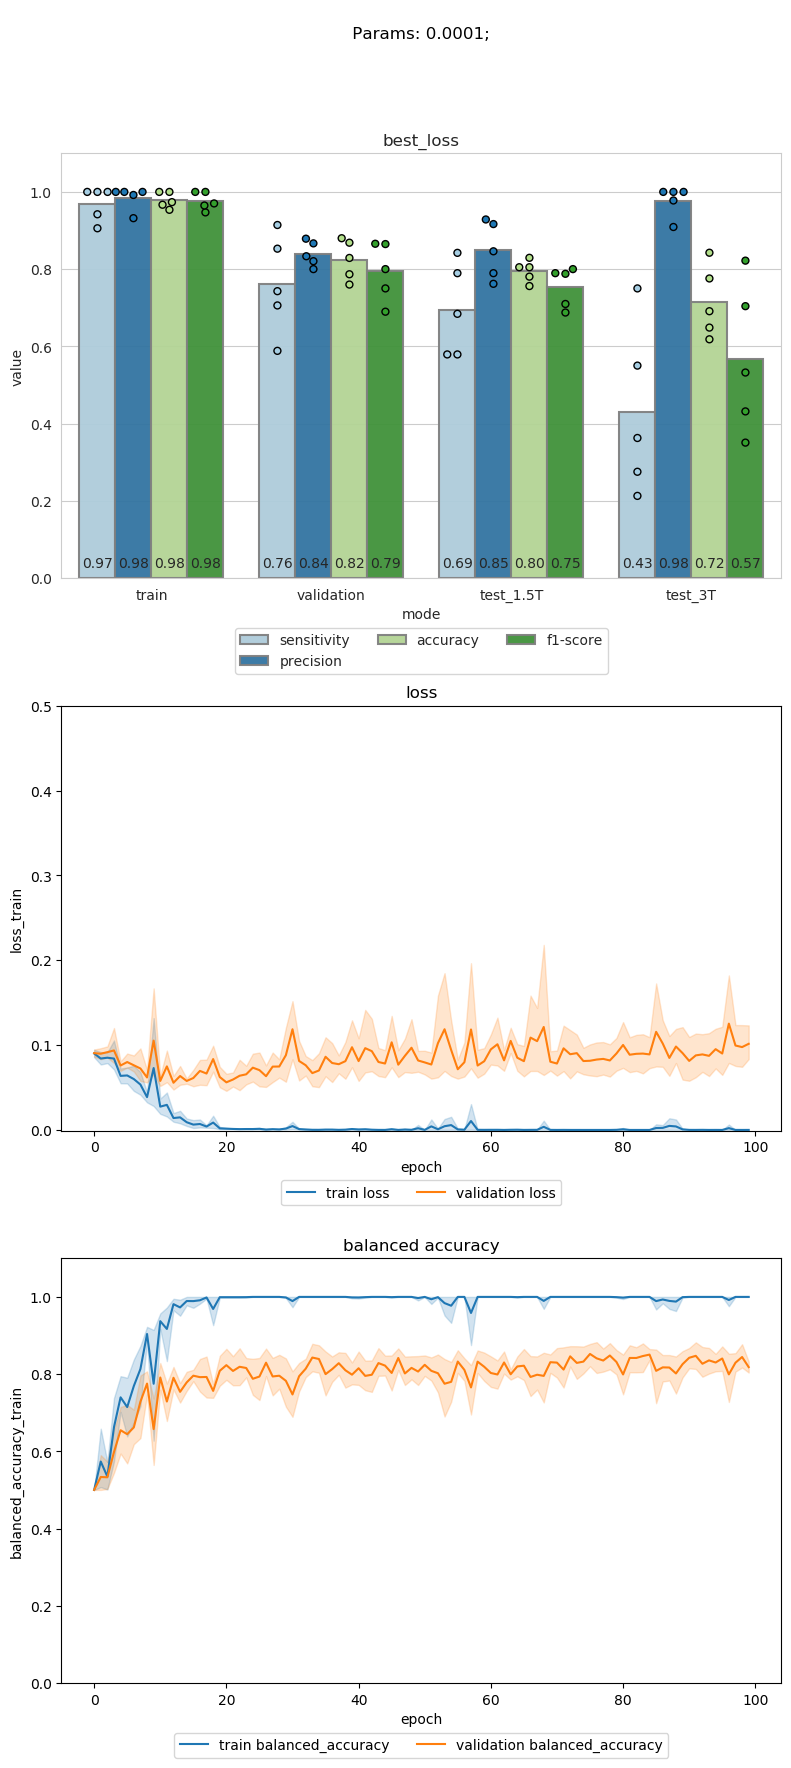 Params: 0.0001;
best_loss
value
1.0
0.8
0.6
0.4
0.2
0.0
0.97 0.98 0.98 0.98 0.76 0.84 0.82 0.79 0.69 0.85 0.80 0.75 0.43 0.98 0.72 0.57
train validation test_1.5T test_3T
mode
sensitivity accuracy f1-score
precision
loss
loss_train
0.5
0.4
0.3
0.2
0.1
0.0
0 20 40 60 80 100
epoch
train loss validation loss
balanced accuracy
balanced_accuracy_train
1.0
0.8
0.6
0.4
0.2
0.0
0 20 40 60 80 100
epoch
train balanced_accuracy validation balanced_accuracy